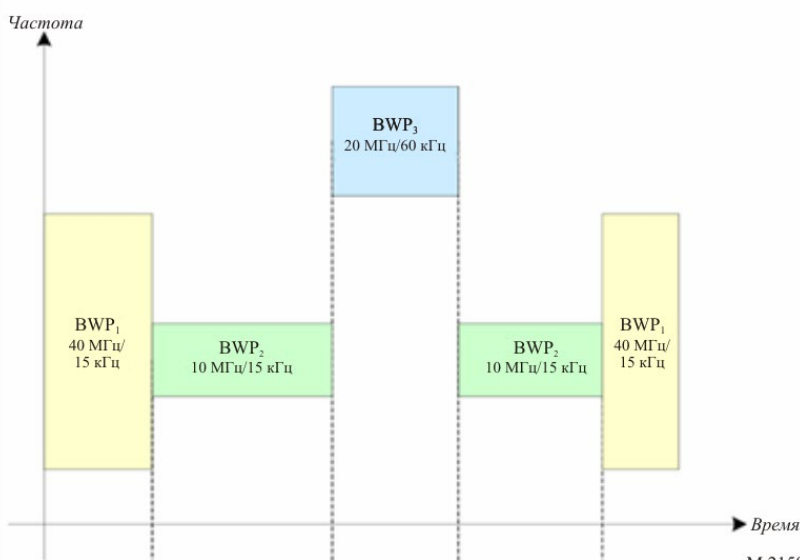 Частота
BWP₃
20 МГц/60 кГц
BWP₁
40 МГц/
15 кГц
BWP₂
10 МГц/15 кГц
BWP₂
10 МГц/15 кГц
BWP₁
40 МГц/
15 кГц
Время